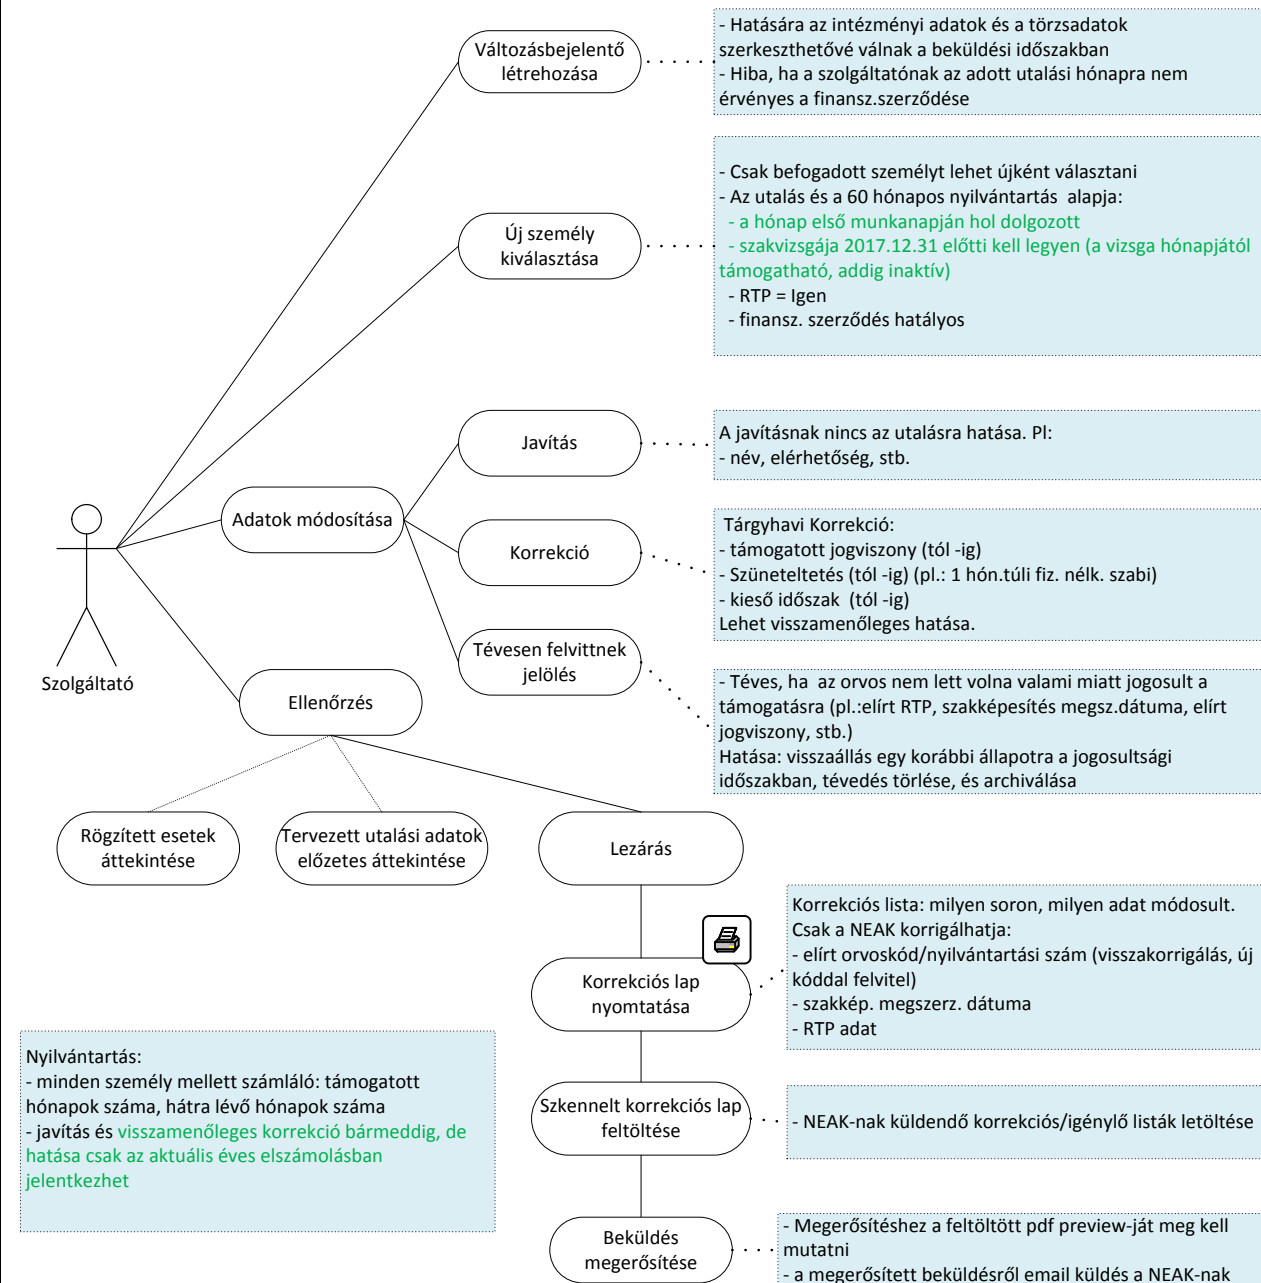 Változásbejelentő
létrehozása
- Hatására az intézményi adatok és a törzsadatok
szerkeszthetővé válnak a beküldési időszakban
- Hiba, ha a szolgáltatónak az adott utalási hónapra nem
érvényes a finansz.szerződése
Új személy
kiválasztása
- Csak befogadott személyt lehet újként választani
- Az utalás és a 60 hónapos nyilvántartás  alapja:
- a hónap első munkanapján hol dolgozott
- szakvizsgája 2017.12.31 előtti kell legyen (a vizsga hónapjától
támogatható, addig inaktív)
- RTP = Igen
- finansz. szerződés hatályos
Javítás
A javításnak nincs az utalásra hatása. Pl:
- név, elérhetőség, stb.
Adatok módosítása
Korrekció
Tárgyhavi Korrekció:
- támogatott jogviszony (tól -ig)
- Szüneteltetés (tól -ig) (pl.: 1 hón.túli fiz. nélk. szabi)
- kieső időszak  (tól -ig)
Lehet visszamenőleges hatása.
Tévesen felvittnek
jelölés
- Téves, ha  az orvos nem lett volna valami miatt jogosult a
támogatásra (pl.:elírt RTP, szakképesítés megsz.dátuma, elírt
jogviszony, stb.)
Hatása: visszaállás egy korábbi állapotra a jogosultsági
időszakban, tévedés törlése, és archiválása
Szolgáltató
Ellenőrzés
Rögzített esetek
áttekintése
Tervezett utalási adatok
előzetes áttekintése
Lezárás
Korrekciós lap
nyomtatása
Korrekciós lista: milyen soron, milyen adat módosult.
Csak a NEAK korrigálhatja:
- elírt orvoskód/nyilvántartási szám (visszakorrigálás, új
kóddal felvitel)
- szakkép. megszerz. dátuma
- RTP adat
Nyilvántartás:
- minden személy mellett számláló: támogatott
hónapok száma, hátra lévő hónapok száma
- javítás és visszamenőleges korrekció bármeddig, de
hatása csak az aktuális éves elszámolásban
jelentkezhet
Szkennelt korrekciós lap
feltöltése
- NEAK-nak küldendő korrekciós/igénylő listák letöltése
Beküldés
megerősítése
- Megerősítéshez a feltöltött pdf preview-ját meg kell
mutatni
- a megerősített beküldésről email küldés a NEAK-nak